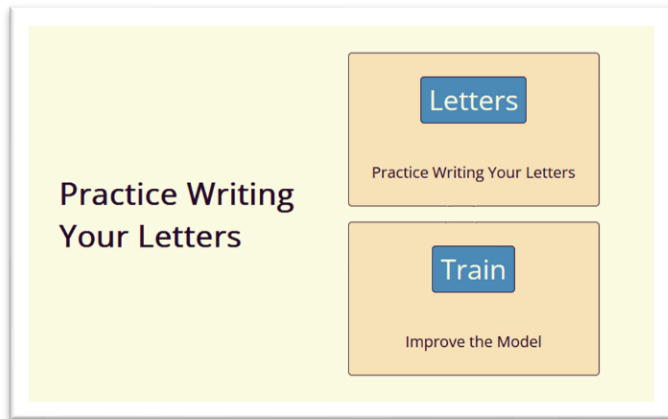 Practice Writing
Your Letters
Letters
Practice Writing Your Letters
Train
Improve the Model